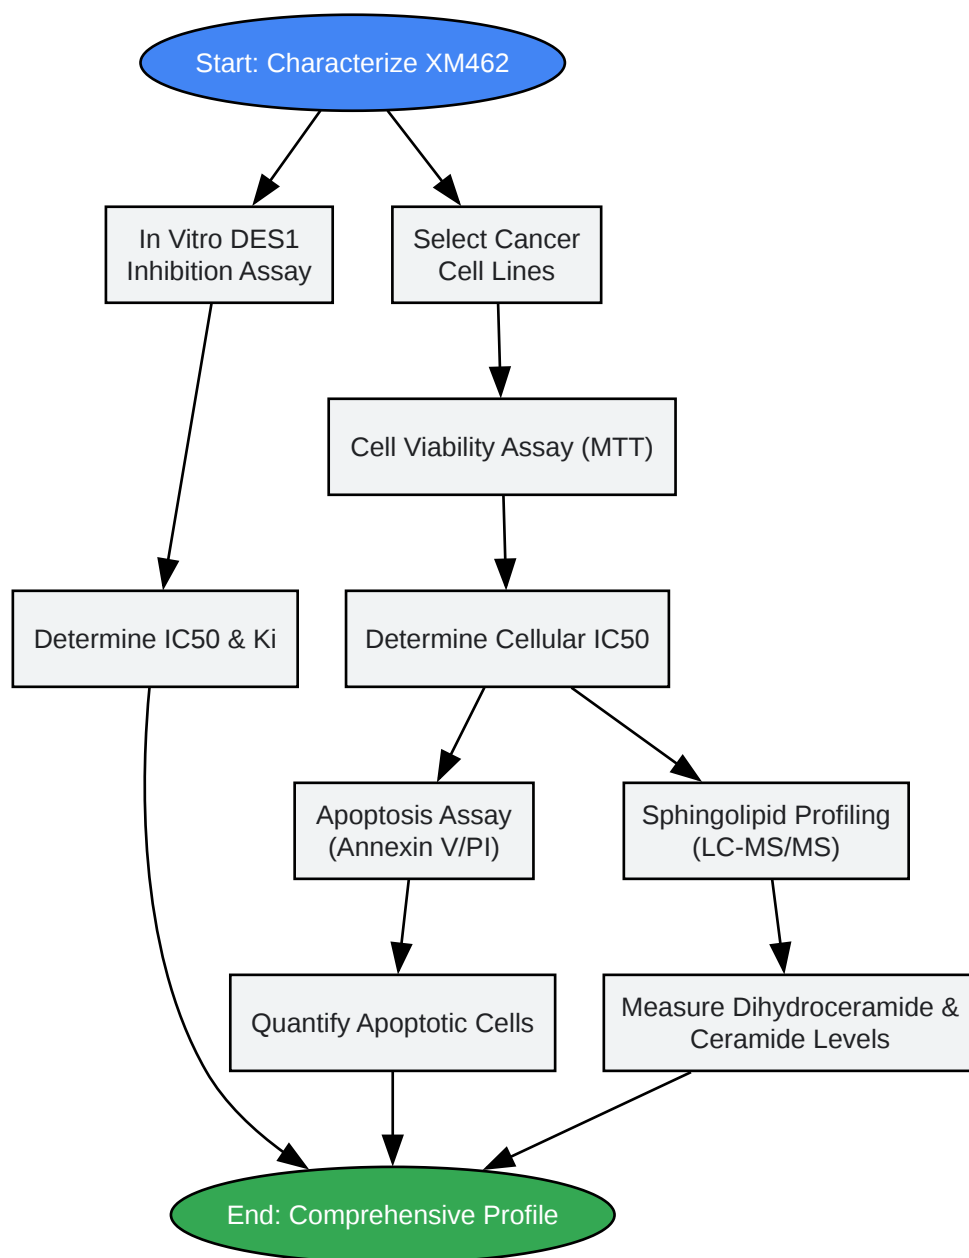 Start: Characterize XM462
In Vitro DES1
Inhibition Assay
Select Cancer
Cell Lines
Cell Viability Assay (MTT)
Determine IC50 & Ki
Determine Cellular IC50
Apoptosis Assay
(Annexin V/PI)
Sphingolipid Profiling
(LC-MS/MS)
Quantify Apoptotic Cells
Measure Dihydroceramide &
Ceramide Levels
End: Comprehensive Profile